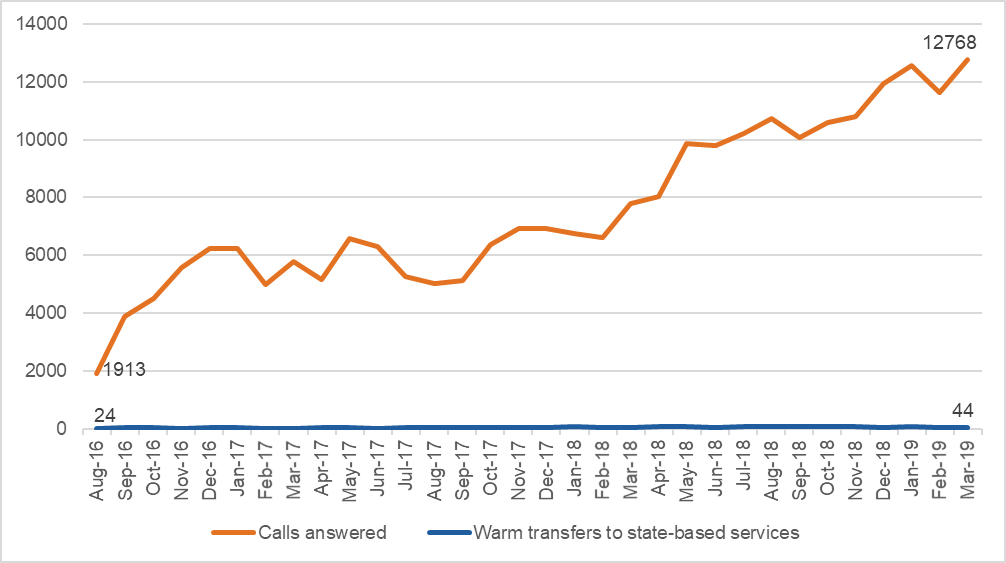 14000
12000
10000
8000
6000
4000
2000
0
12768
1913
24
44
Aug-16
Sep-16
Oct-16
Nov-16
Dec-16
Jan-17
Feb-17
Mar-17
Apr-17
May-17
Jun-17
Jul-17
Aug-17
Sep-17
Oct-17
Nov-17
Dec-17
Jan-18
Feb-18
Mar-18
Apr-18
May-18
Jun-18
Jul-18
Aug-18
Sep-18
Oct-18
Nov-18
Dec-18
Jan-19
Feb-19
Mar-19
Calls answered
Warm transfers to state-based services